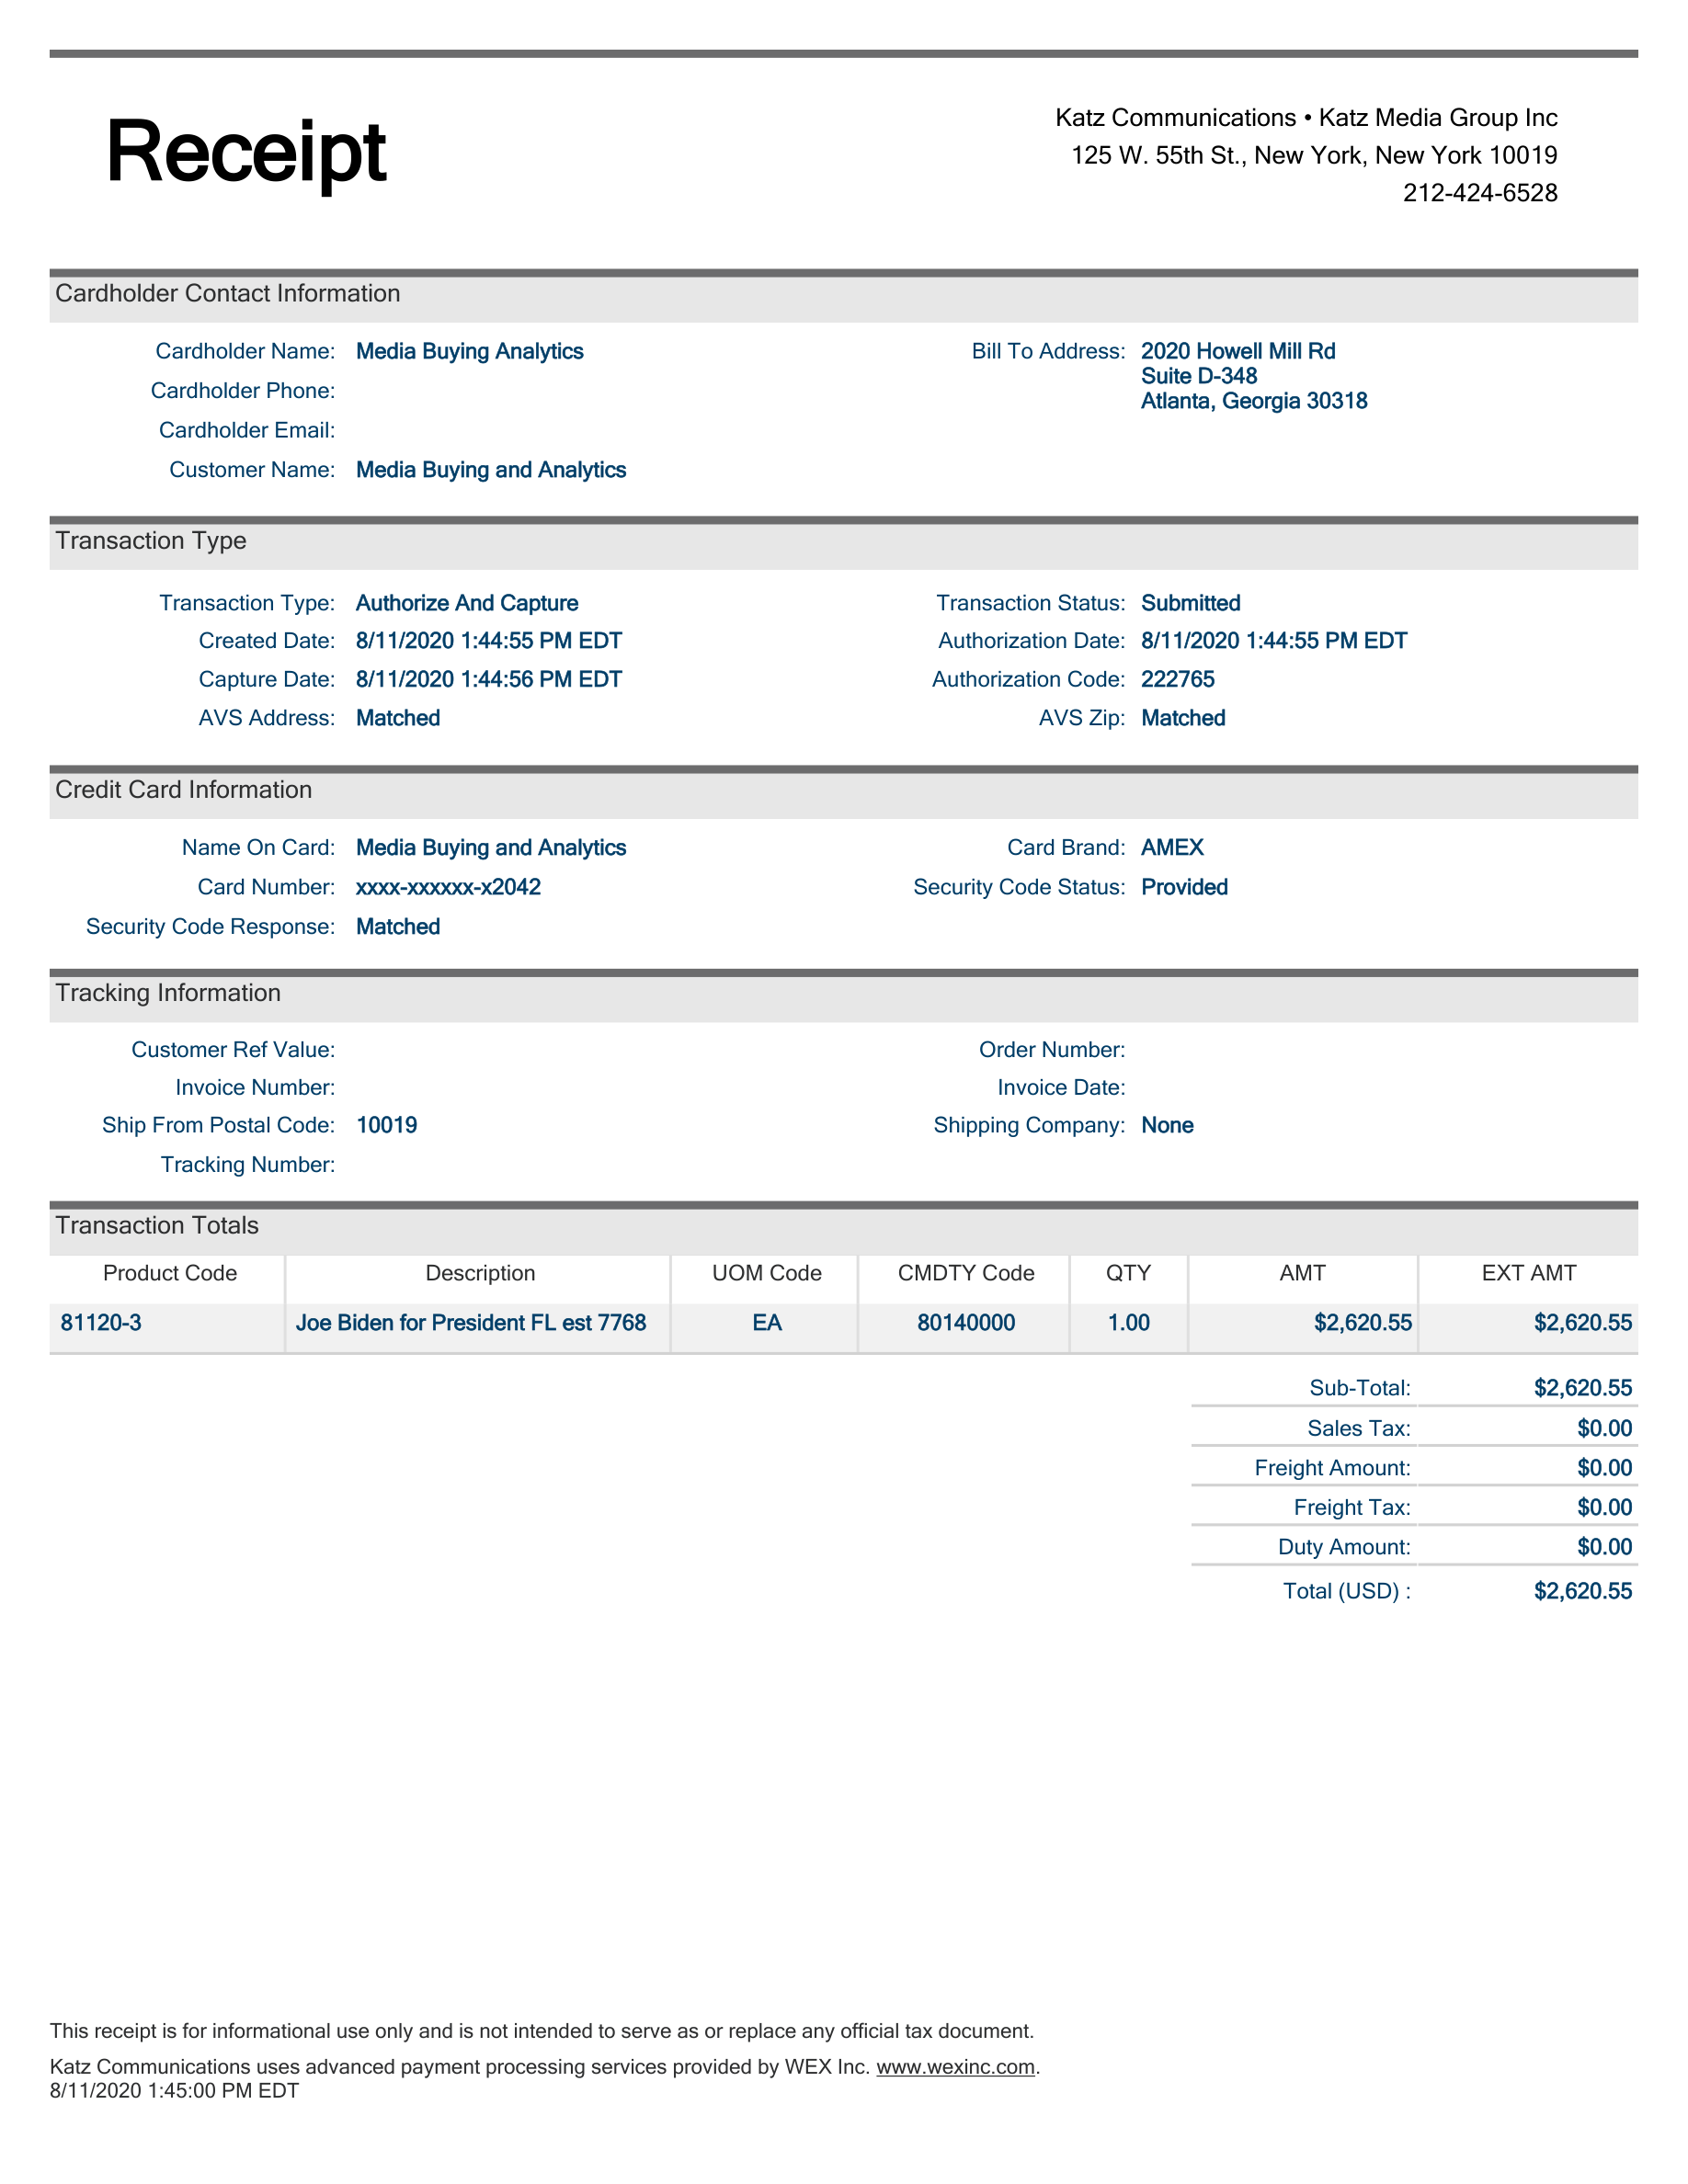 Receipt
Katz Communications • Katz Media Group Inc
125 W. 55th St., New York, New York 10019
212-424-6528
Cardholder Contact Information
Cardholder Name: Media Buying Analytics
Cardholder Phone:
Cardholder Email:
Customer Name: Media Buying and Analytics
Bill To Address: 2020 Howell Mill Rd
Suite D-348
Atlanta, Georgia 30318
Transaction Type
Transaction Type: Authorize And Capture Transaction Status: Submitted
Created Date: 8/11/2020 1:44:55 PM EDT Authorization Date: 8/11/2020 1:44:55 PM EDT
Capture Date: 8/11/2020 1:44:56 PM EDT Authorization Code: 222765
AVS Address: Matched AVS Zip: Matched
Credit Card Information
Name On Card: Media Buying and Analytics Card Brand: AMEX
Card Number: xxxx-xxxxxx-x2042 Security Code Status: Provided
Security Code Response: Matched
Tracking Information
Customer Ref Value: Order Number:
Invoice Number: Invoice Date:
Ship From Postal Code: 10019 Shipping Company: None
Tracking Number:
Transaction Totals
Product Code Description UOM Code CMDTY Code QTY AMT EXT AMT
81120-3 Joe Biden for President FL est 7768 EA 80140000 1.00 $2,620.55 $2,620.55
Sub-Total: $2,620.55
Sales Tax: $0.00
Freight Amount: $0.00
Freight Tax: $0.00
Duty Amount: $0.00
Total (USD) : $2,620.55
This receipt is for informational use only and is not intended to serve as or replace any official tax document.
Katz Communications uses advanced payment processing services provided by WEX Inc. www.wexinc.com.
8/11/2020 1:45:00 PM EDT